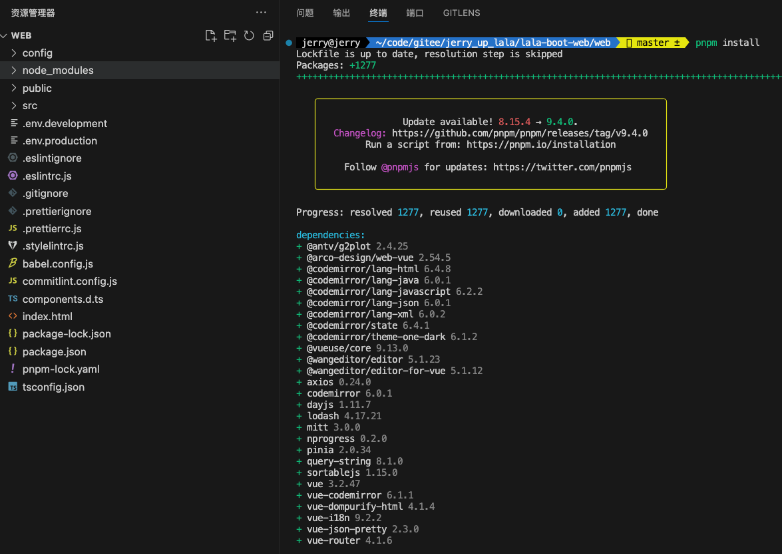 资源管理器
WEB
config
node_modules
public
src
.env.development
.env.production
.eslintignore
.eslintrc.js
.gitignore
.prettierignore
JS .prettierrc.js
.stylelintrc.js
babel.config.js
JS commitlint.config.js
TS components.d.ts
<> index.html
{} package-lock.json
{} package.json
! pnpm-lock.yaml
TS tsconfig.json
问题 输出 终端 端口 GITLENS
jerry@jerry ~/code/gitee/jerry_up_lala/lala-boot-web/web master ± pnpm install
Lockfile is up to date, resolution step is skipped
Packages: +1277
++++++++++++++++++++++++++++++++++++++++++++++++++++++++++++++++++++++++++++++++++++++++++
Update available! 8.15.4 → 9.4.0.
Changelog: https://github.com/pnpm/pnpm/releases/tag/v9.4.0
Run a script from: https://pnpm.io/installation
Follow @pnpmjs for updates: https://twitter.com/pnpmjs
Progress: resolved 1277, reused 1277, downloaded 0, added 1277, done
dependencies:
+ @antv/g2plot 2.4.25
+ @arco-design/web-vue 2.54.5
+ @codemirror/lang-html 6.4.8
+ @codemirror/lang-java 6.0.1
+ @codemirror/lang-javascript 6.2.2
+ @codemirror/lang-json 6.0.1
+ @codemirror/lang-xml 6.0.2
+ @codemirror/state 6.4.1
+ @codemirror/theme-one-dark 6.1.2
+ @vueuse/core 9.13.0
+ @wangeditor/editor 5.1.23
+ @wangeditor/editor-for-vue 5.1.12
+ axios 0.24.0
+ codemirror 6.0.1
+ dayjs 1.11.7
+ lodash 4.17.21
+ mitt 3.0.0
+ nprogress 0.2.0
+ pinia 2.0.34
+ query-string 8.1.0
+ sortablejs 1.15.0
+ vue 3.2.47
+ vue-codemirror 6.1.1
+ vue-dompurify-html 4.1.4
+ vue-i18n 9.2.2
+ vue-json-pretty 2.3.0
+ vue-router 4.1.6